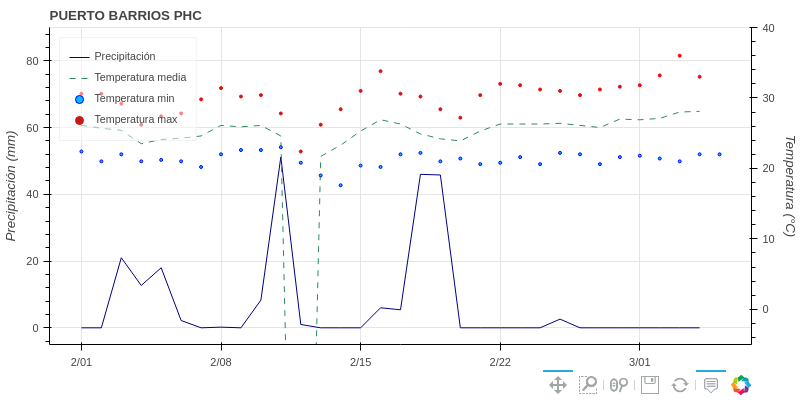 PUERTO BARRIOS PHC
Precipitación
Temperatura media
Temperatura min
Temperatura max
Precipitación (mm)
80
60
40
20
0
Temperatura (°C)
40
30
20
10
0
2/01
2/08
2/15
2/22
3/01